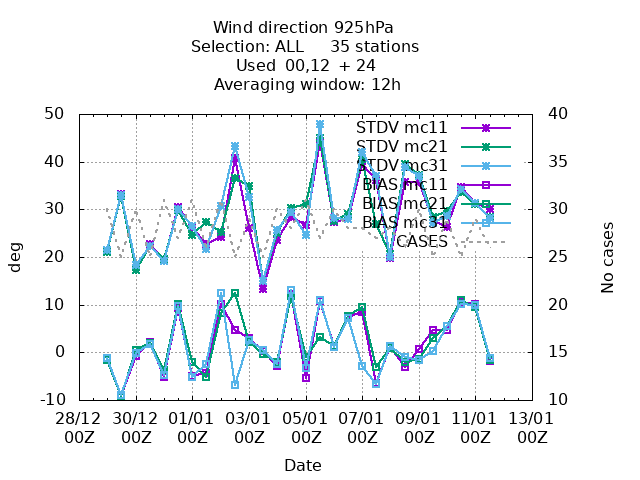 Wind direction 925hPa
Selection: ALL 35 stations
Used 00,12 + 24
Averaging window: 12h
50 40
40 35
30 30
20 25
10 20
0 15
-10 10
deg
No cases
STDV mc11
STDV mc21
STDV mc31
BIAS mc11
BIAS mc21
BIAS mc31
CASES
28/12 30/12 01/01 03/01 05/01 07/01 09/01 11/01 13/01
00Z 00Z 00Z 00Z 00Z 00Z 00Z 00Z 00Z
Date